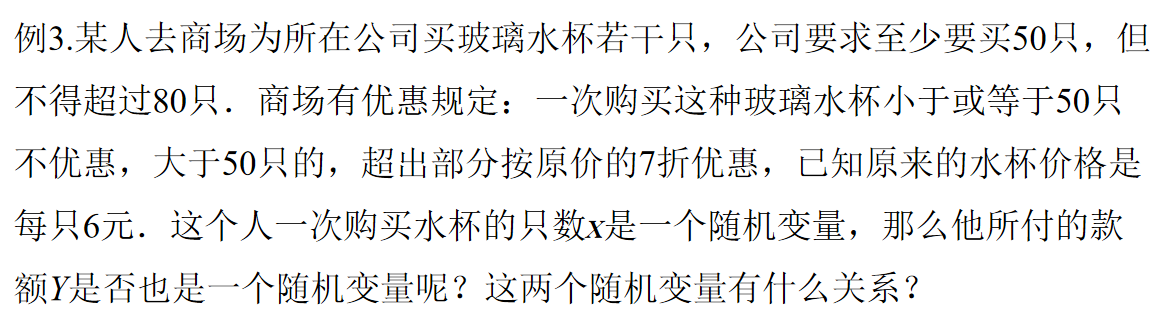 例3.某人去商场为所在公司买玻璃水杯若干只，公司要求至少要买50只，但
不得超过80只．商场有优惠规定：一次购买这种玻璃水杯小于或等于50只
不优惠，大于50只的，超出部分按原价的7折优惠，已知原来的水杯价格是
每只6元．这个人一次购买水杯的只数x是一个随机变量，那么他所付的款
额Y是否也是一个随机变量呢？这两个随机变量有什么关系？